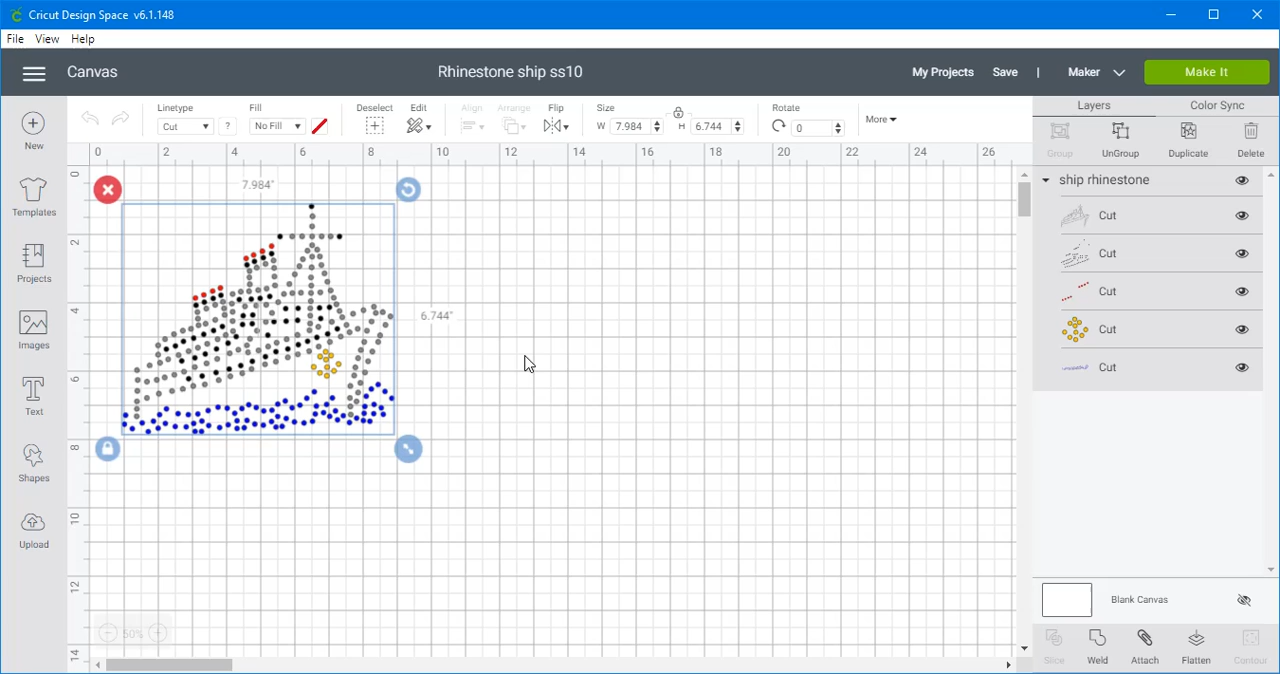 Cricut Design Space v6.1.148
File View Help
Canvas
Rhinestone ship ss10
My Projects Save | Maker Make It
Linetype Fill Deselect Edit Align Arrange Flip Size Rotate
Cut ? No Fill W 7.984 H 6.744 0 More
New
Templates
Projects
Images
Text
Shapes
Upload
0 2 4 6 8 10 12 14 16 18 20 22 24 26
0
2
4
6
8
10
12
14
7.984"
6.744"
50%
Layers Color Sync
Group UnGroup Duplicate Delete
ship rhinestone
Cut
Cut
Cut
Cut
Cut
Blank Canvas
Slice Weld Attach Flatten Contour